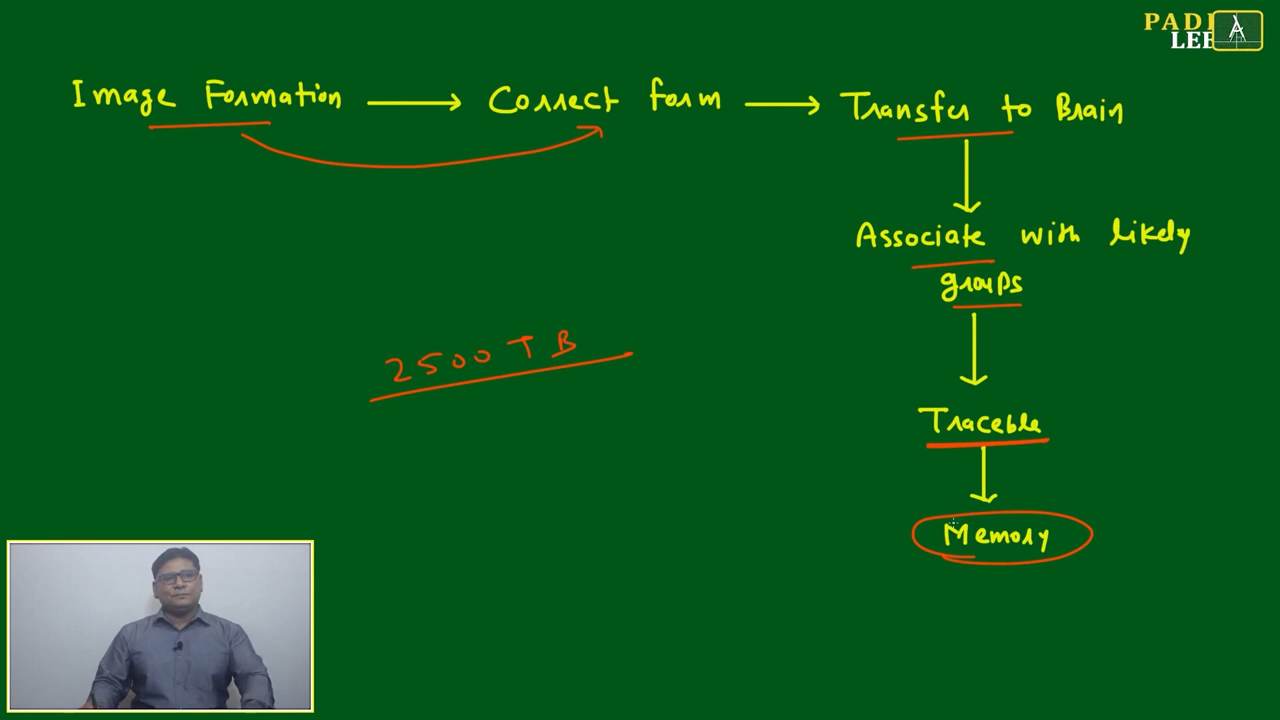 PADI
LEE
Image Formation → Correct form → Transfer to Brain
Associate with likely
groups
2500 TB
Traceble
Memory